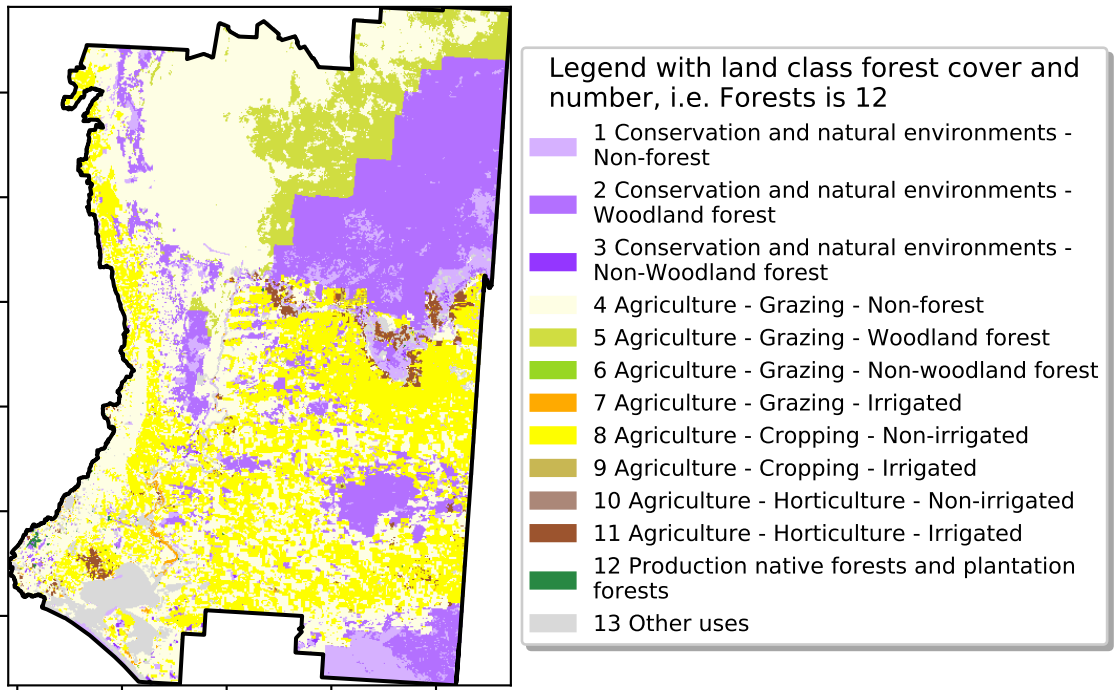 Legend with land class forest cover and
number, i.e. Forests is 12
1 Conservation and natural environments -
Non-forest
2 Conservation and natural environments -
Woodland forest
3 Conservation and natural environments -
Non-Woodland forest
4 Agriculture - Grazing - Non-forest
5 Agriculture - Grazing - Woodland forest
6 Agriculture - Grazing - Non-woodland forest
7 Agriculture - Grazing - Irrigated
8 Agriculture - Cropping - Non-irrigated
9 Agriculture - Cropping - Irrigated
10 Agriculture - Horticulture - Non-irrigated
11 Agriculture - Horticulture - Irrigated
12 Production native forests and plantation
forests
13 Other uses